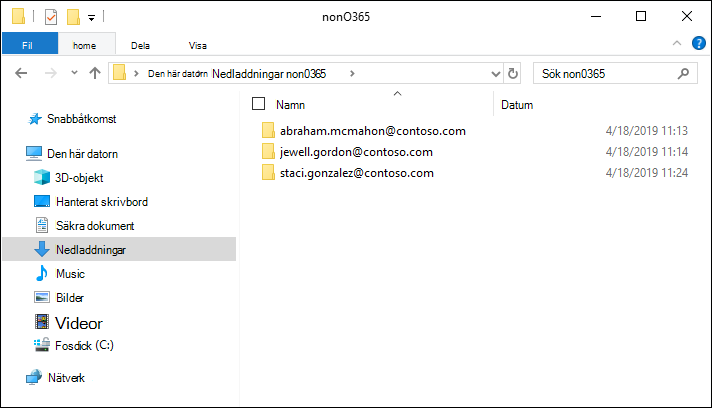 nonO365
Fil home Dela Visa
Den här datorn Nedladdningar non0365 Sök non0365
Namn Datum
Snabbåtkomst
Den här datorn
3D-objekt
Hanterat skrivbord
Säkra dokument
Nedladdningar
Music
Bilder
Videor
Fosdick (C:)
Nätverk
abraham.mcmahon@contoso.com 4/18/2019 11:13
jewell.gordon@contoso.com 4/18/2019 11:14
staci.gonzalez@contoso.com 4/18/2019 11:24